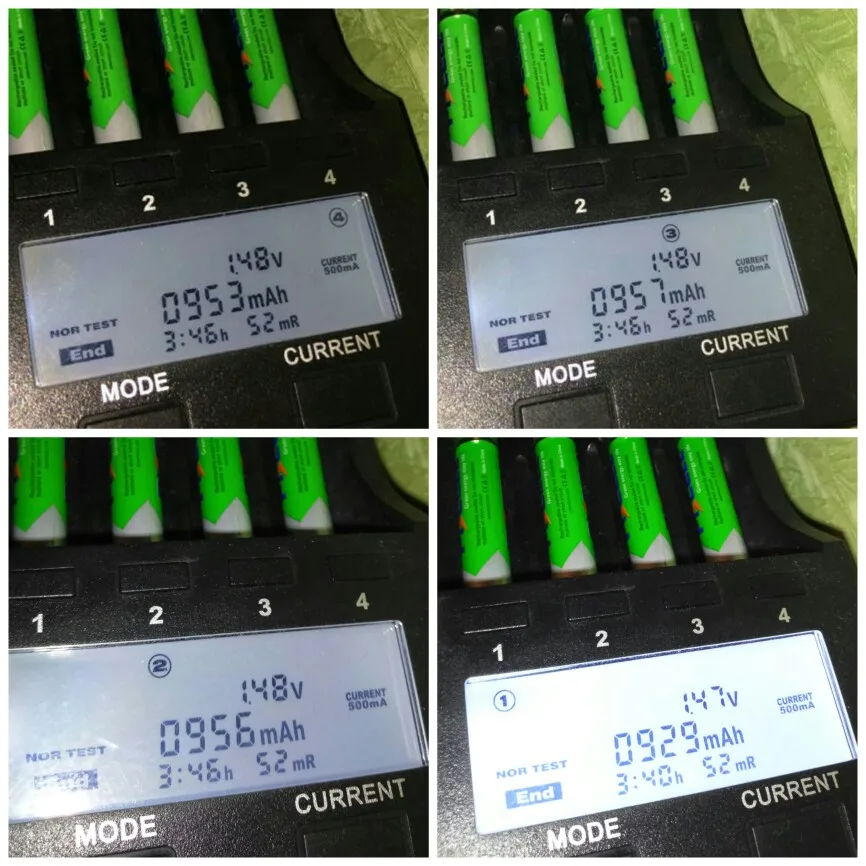 1 2 3 4
④
1.48V
CURRENT
500mA
0953mAh
NOR TEST
3:46h 52mR
End
CURRENT
MODE
1 2 3 4
③
1.48V
CURRENT
500mA
0957mAh
NOR TEST
3:46h 52mR
End
CURRENT
MODE
1 2 3 4
②
1.48V
CURRENT
500mA
0956mAh
NOR TEST
3:46h 52mR
CURRENT
MODE
1 2 3 4
①
1.47V
CURRENT
500mA
0929mAh
NOR TEST
3:40h 52mR
End
CURRENT
MODE